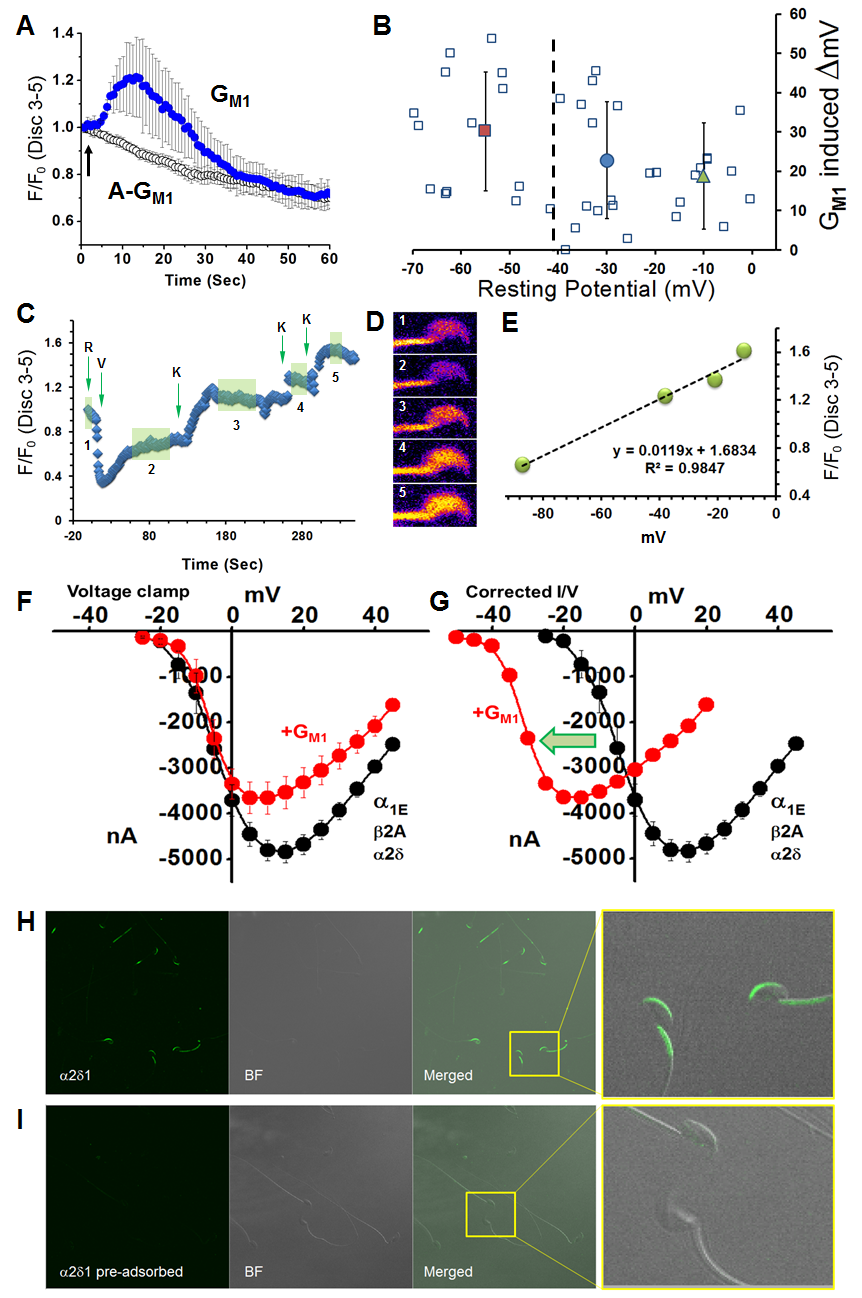 A
1.4
1.2
1.0
0.8
0.6
F/F0 (Disc 3-5)
GM1
A-GM1
0
10
20
30
40
50
60
Time (Sec)
B
60
50
40
30
20
10
0
GM1 induced ΔmV
-70
-60
-50
-40
-30
-20
-10
0
Resting Potential (mV)
C
1.8
1.6
1.2
0.8
0.4
0
F/F0 (Disc 3-5)
R
V
K
K
K
1
2
3
4
5
-20
80
180
280
Time (Sec)
D
1
2
3
4
5
E
1.6
1.2
0.8
0.4
F/F0 (Disc 3-5)
y = 0.0119x + 1.6834
R² = 0.9847
-80
-60
-40
-20
0
mV
F
Voltage clamp
mV
-20
0
20
40
-1000
-2000
-3000
-4000
-5000
+GM1
nA
α1E
β2A
α2δ
G
Corrected I/V
mV
-40
-20
0
20
40
-1000
-2000
-3000
-4000
-5000
+GM1
nA
α1E
β2A
α2δ
H
α2δ1
BF
Merged
I
α2δ1 pre-adsorbed
BF
Merged